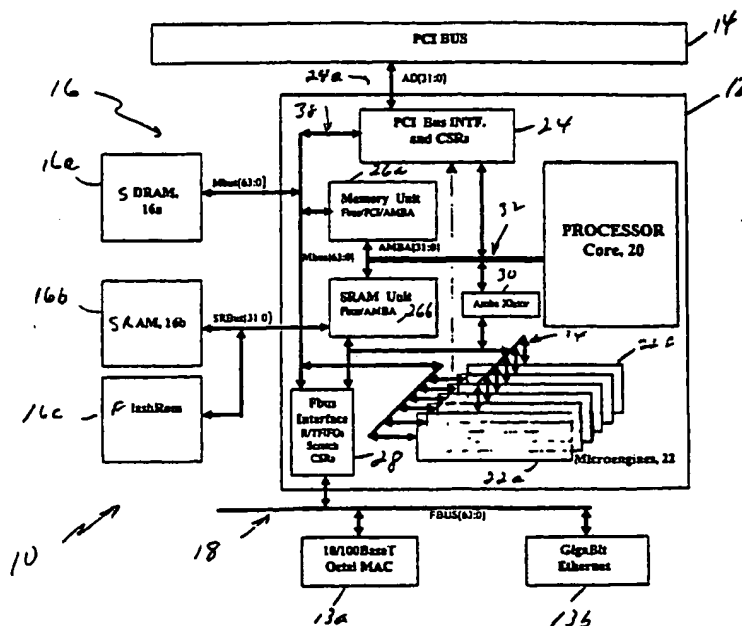 PCI BUS
14
24a
AD[31:0]
16
12
38
PCI Bus INTF.
and CSRs
24
16a
SDRAM, 16a
Mbus[63:0]
26a
Memory Unit
Fbus/PCI/AMBA
32
PROCESSOR
Core, 20
Mbus[63:0]
AMBA[31:0]
30
16b
SRAM, 16b
SRBus[31:0]
SRAM Unit
Fbus/AMBA
26b
Amba Xlator
16c
FlashRom
Fbus
Interface
R/TFIFOs
Scratch
CSRs
28
22a
Microengines, 22
10
18
FBUS[63:0]
10/100BaseT
Octal MAC
GigaBit
Ethernet
13a
13b